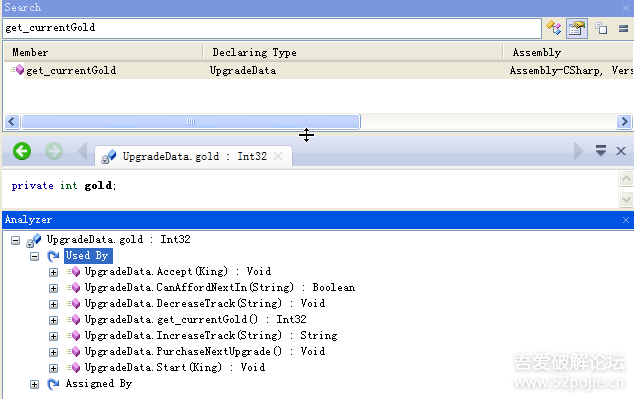 Search
get_currentGold
Member Declaring Type Assembly
get_currentGold UpgradeData Assembly-CSharp, Vers
UpgradeData.gold : Int32
private int gold;
Analyzer
UpgradeData.gold : Int32
Used By
UpgradeData.Accept(King) : Void
UpgradeData.CanAffordNextIn(String) : Boolean
UpgradeData.DecreaseTrack(String) : Void
UpgradeData.get_currentGold() : Int32
UpgradeData.IncreaseTrack(String) : String
UpgradeData.PurchaseNextUpgrade() : Void
UpgradeData.Start(King) : Void
Assigned By
吾爱破解论坛
www.52pojie.cn